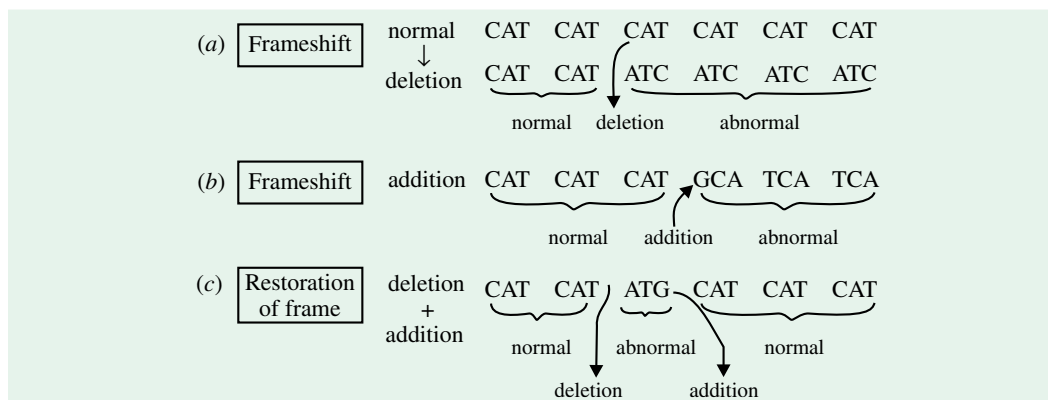 (a) Frameshift normal CAT CAT CAT CAT CAT CAT
↓
deletion CAT CAT ATC ATC ATC ATC
normal deletion abnormal
(b) Frameshift addition CAT CAT CAT GCA TCA TCA
normal addition abnormal
(c) Restoration of frame deletion + addition CAT CAT ATG CAT CAT CAT
normal abnormal normal
deletion addition